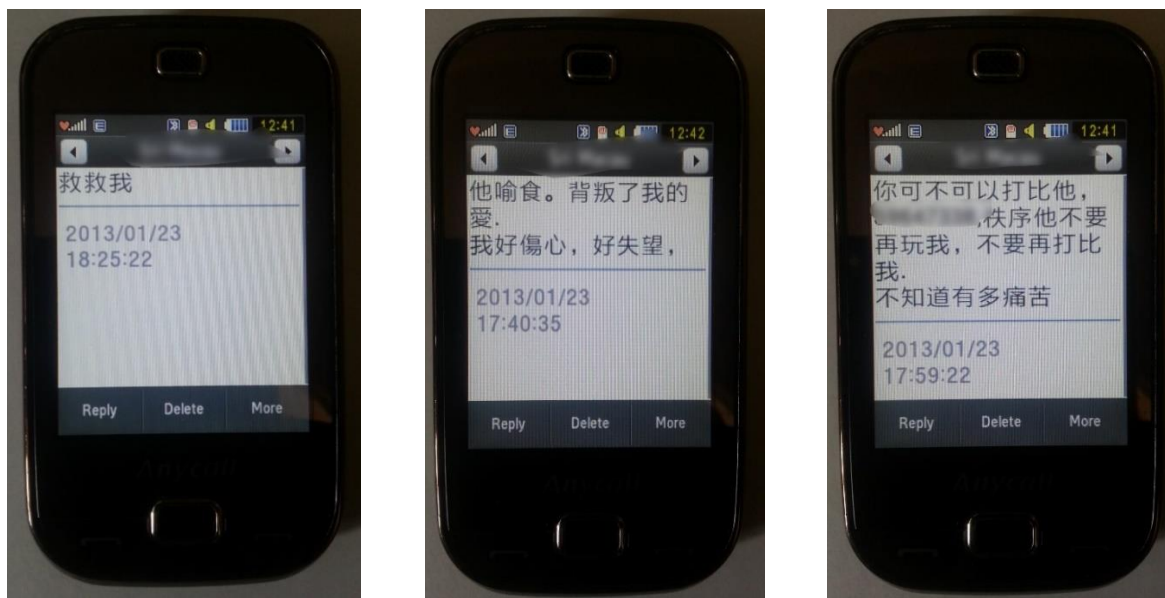 12:41
救救我
2013/01/23
18:25:22
Reply Delete More
Anycall
12:42
他喻食。背叛了我的
愛.
我好傷心，好失望，
2013/01/23
17:40:35
Reply Delete More
Anycall
12:41
你可不可以打比他，
,秩序他不要
再玩我，不要再打比
我.
不知道有多痛苦
2013/01/23
17:59:22
Reply Delete More
Anycall